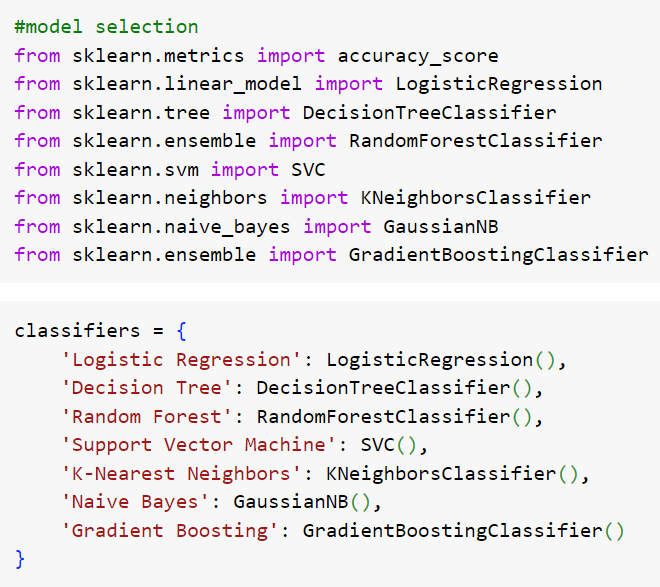 #model selection
from sklearn.metrics import accuracy_score
from sklearn.linear_model import LogisticRegression
from sklearn.tree import DecisionTreeClassifier
from sklearn.ensemble import RandomForestClassifier
from sklearn.svm import SVC
from sklearn.neighbors import KNeighborsClassifier
from sklearn.naive_bayes import GaussianNB
from sklearn.ensemble import GradientBoostingClassifier
classifiers = {
    'Logistic Regression': LogisticRegression(),
    'Decision Tree': DecisionTreeClassifier(),
    'Random Forest': RandomForestClassifier(),
    'Support Vector Machine': SVC(),
    'K-Nearest Neighbors': KNeighborsClassifier(),
    'Naive Bayes': GaussianNB(),
    'Gradient Boosting': GradientBoostingClassifier()
}